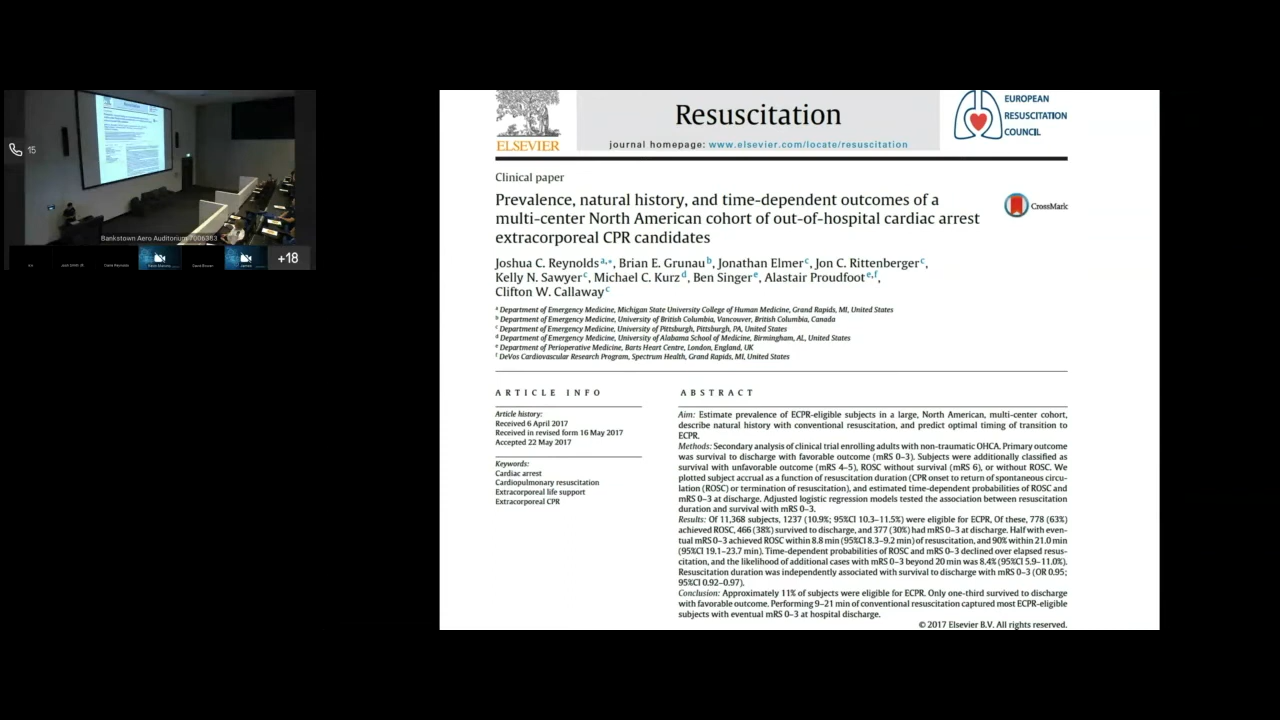 15
Bankstown Aero Auditorium 7006383
+18
ELSEVIER
Resuscitation
journal homepage: www.elsevier.com/locate/resuscitation
EUROPEAN
RESUSCITATION
COUNCIL
Clinical paper
Prevalence, natural history, and time-dependent outcomes of a
multi-center North American cohort of out-of-hospital cardiac arrest
extracorporeal CPR candidates
CrossMark
Joshua C. Reynolds a,*, Brian E. Grunau b, Jonathan Elmer c, Jon C. Rittenberger c,
Kelly N. Sawyer c, Michael C. Kurz d, Ben Singer e, Alastair Proudfoot e,f,
Clifton W. Callaway c
a Department of Emergency Medicine, Michigan State University College of Human Medicine, Grand Rapids, MI, United States
b Department of Emergency Medicine, University of British Columbia, Vancouver, British Columbia, Canada
c Department of Emergency Medicine, University of Pittsburgh, Pittsburgh, PA, United States
d Department of Emergency Medicine, University of Alabama School of Medicine, Birmingham, AL, United States
e Department of Perioperative Medicine, Barts Heart Centre, London, England, UK
f DeVos Cardiovascular Research Program, Spectrum Health, Grand Rapids, MI, United States
ARTICLE INFO
Article history:
Received 6 April 2017
Received in revised form 16 May 2017
Accepted 22 May 2017
Keywords:
Cardiac arrest
Cardiopulmonary resuscitation
Extracorporeal life support
Extracorporeal CPR
ABSTRACT
Aim: Estimate prevalence of ECPR-eligible subjects in a large, North American, multi-center cohort,
describe natural history with conventional resuscitation, and predict optimal timing of transition to
ECPR.
Methods: Secondary analysis of clinical trial enrolling adults with non-traumatic OHCA. Primary outcome
was survival to discharge with favorable outcome (mRS 0–3). Subjects were additionally classified as
survival with unfavorable outcome (mRS 4–5), ROSC without survival (mRS 6), or without ROSC. We
plotted subject accrual as a function of resuscitation duration (CPR onset to return of spontaneous circu-
lation (ROSC) or termination of resuscitation), and estimated time-dependent probabilities of ROSC and
mRS 0–3 at discharge. Adjusted logistic regression models tested the association between resuscitation
duration and survival with mRS 0–3.
Results: Of 11,368 subjects, 1237 (10.9%; 95%CI 10.3–11.5%) were eligible for ECPR, Of these, 778 (63%)
achieved ROSC, 466 (38%) survived to discharge, and 377 (30%) had mRS 0–3 at discharge. Half with even-
tual mRS 0–3 achieved ROSC within 8.8 min (95%CI 8.3–9.2 min) of resuscitation, and 90% within 21.0 min
(95%CI 19.1–23.7 min). Time-dependent probabilities of ROSC and mRS 0–3 declined over elapsed resus-
citation, and the likelihood of additional cases with mRS 0–3 beyond 20 min was 8.4% (95%CI 5.9–11.0%).
Resuscitation duration was independently associated with survival to discharge with mRS 0–3 (OR 0.95;
95%CI 0.92–0.97).
Conclusion: Approximately 11% of subjects were eligible for ECPR. Only one-third survived to discharge
with favorable outcome. Performing 9–21 min of conventional resuscitation captured most ECPR-eligible
subjects with eventual mRS 0–3 at hospital discharge.
© 2017 Elsevier B.V. All rights reserved.